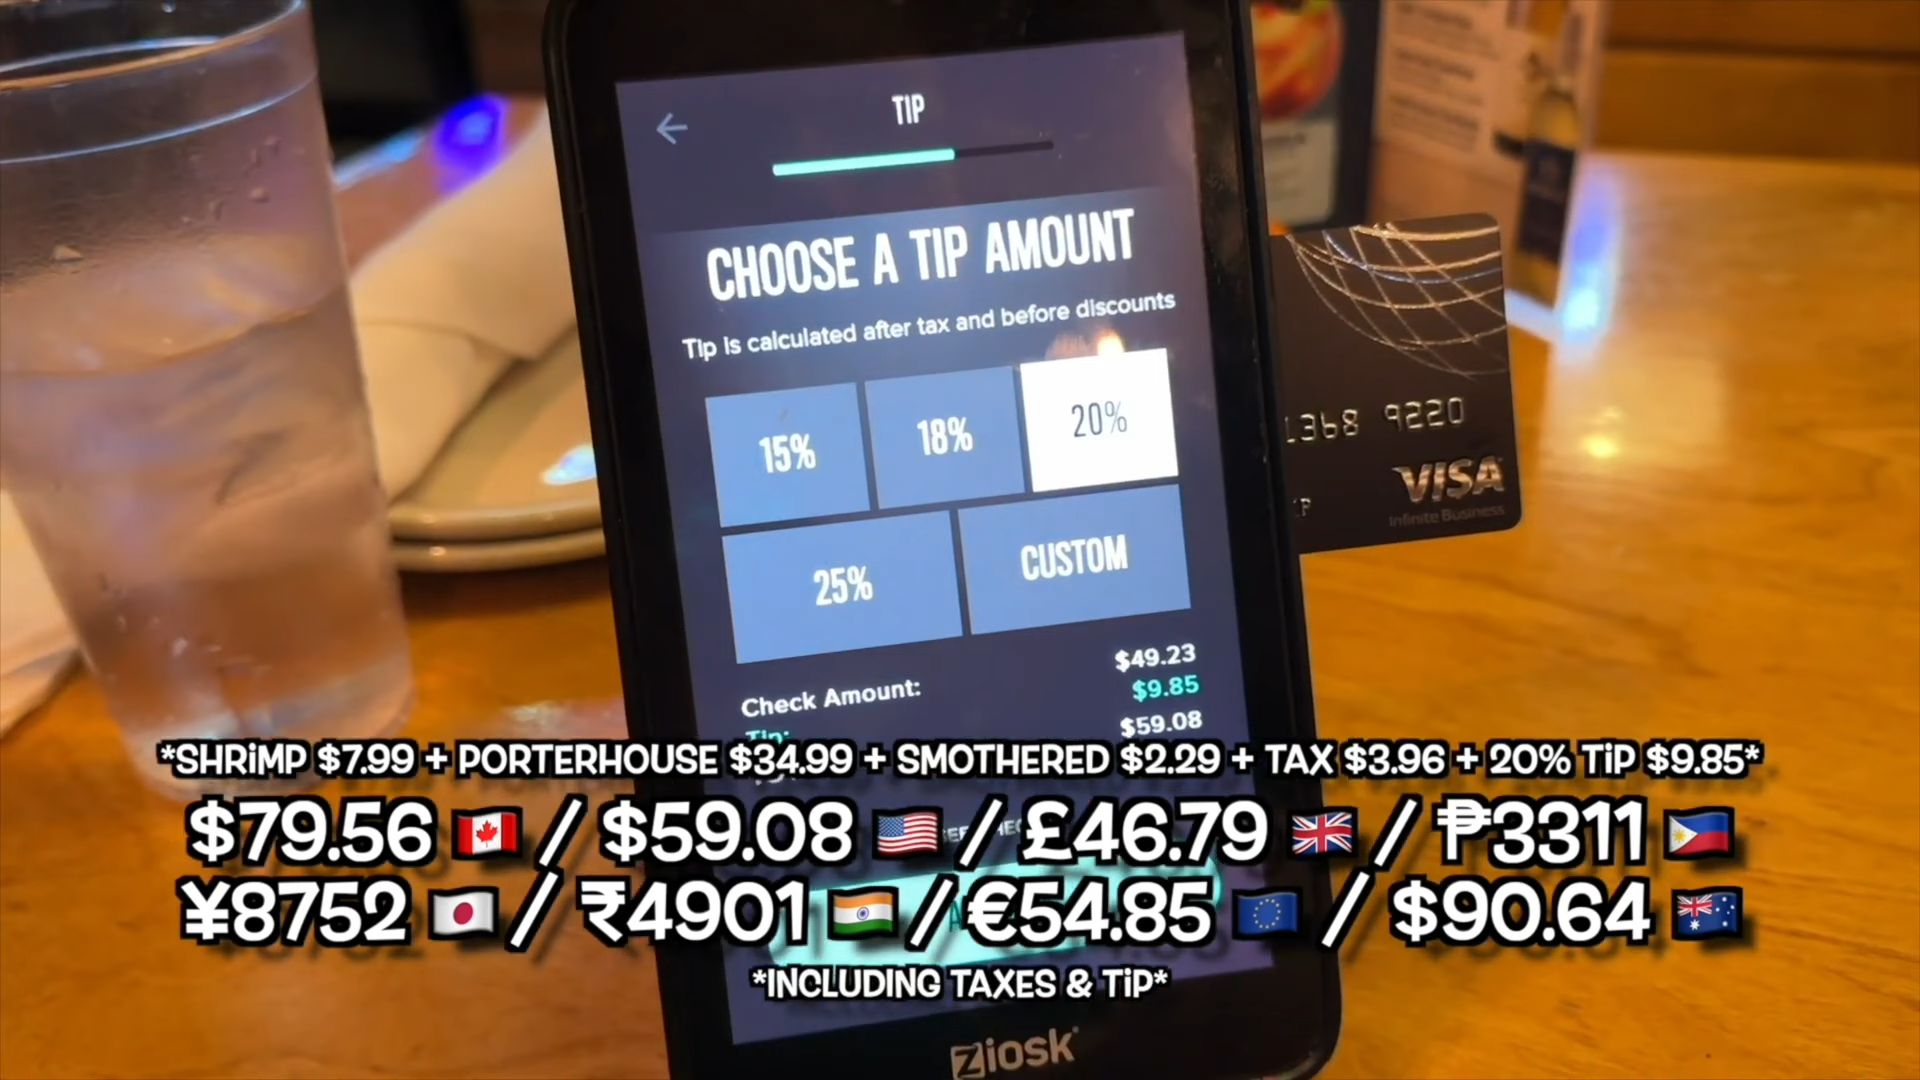 TIP
CHOOSE A TIP AMOUNT
Tip is calculated after tax and before discounts
15% 18% 20%
25% CUSTOM
Check Amount: $49.23
Tip: $9.85
$59.08
1368 9220
VISA
Infinite Business
*SHRiMP $7.99 + PORTERHOUSE $34.99 + SMOTHERED $2.29 + TAX $3.96 + 20% TiP $9.85*
$79.56 🇨🇦 / $59.08 🇺🇸 / £46.79 🇬🇧 / ₱3311 🇵🇭
¥8752 🇯🇵 / ₹4901 🇮🇳 / €54.85 🇪🇺 / $90.64 🇦🇺
*INCLUDING TAXES & TiP*
ziosk